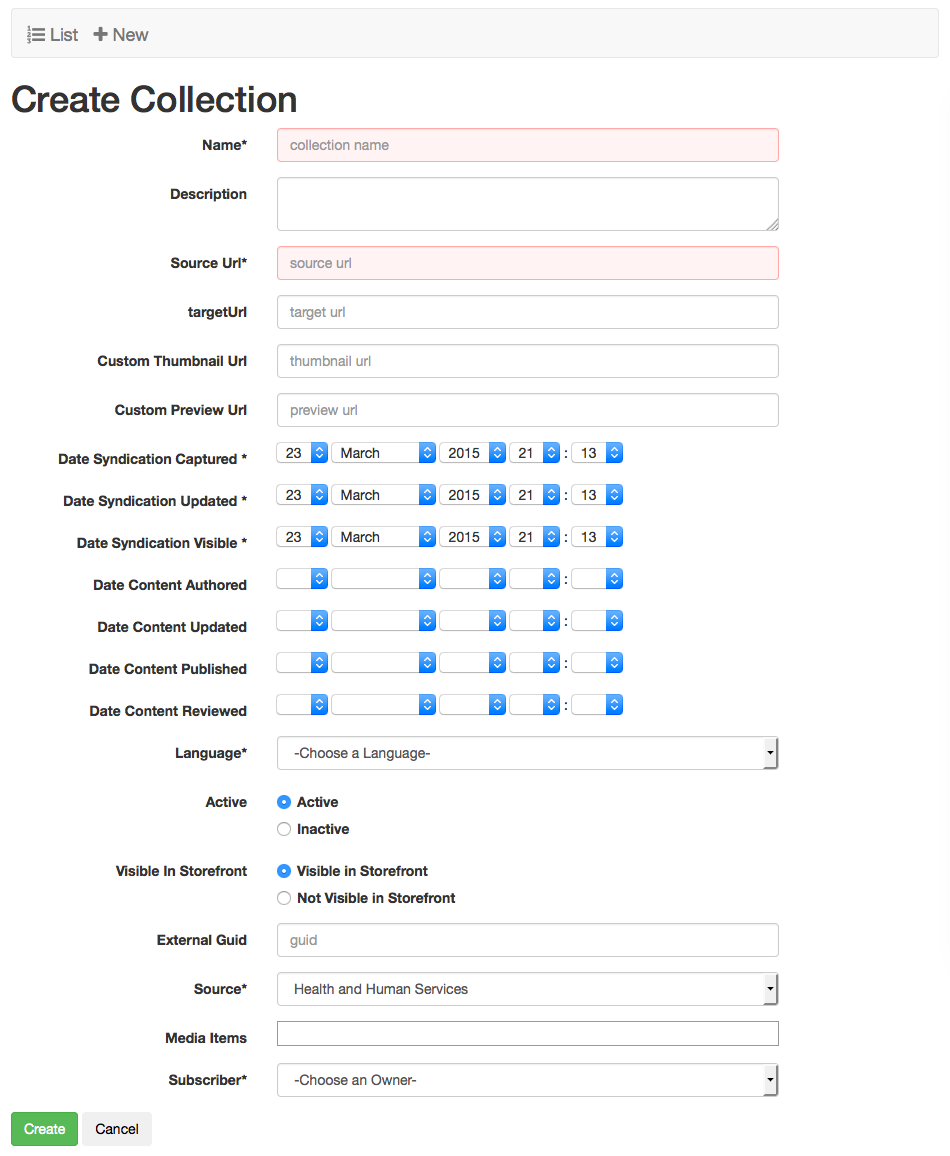 List New
Create Collection
Name* collection name
Description
Source Url* source url
targetUrl target url
Custom Thumbnail Url thumbnail url
Custom Preview Url preview url
Date Syndication Captured * 23 March 2015 21 : 13
Date Syndication Updated * 23 March 2015 21 : 13
Date Syndication Visible * 23 March 2015 21 : 13
Date Content Authored :
Date Content Updated :
Date Content Published :
Date Content Reviewed :
Language* -Choose a Language-
Active Active
Inactive
Visible In Storefront Visible in Storefront
Not Visible in Storefront
External Guid guid
Source* Health and Human Services
Media Items
Subscriber* -Choose an Owner-
Create Cancel